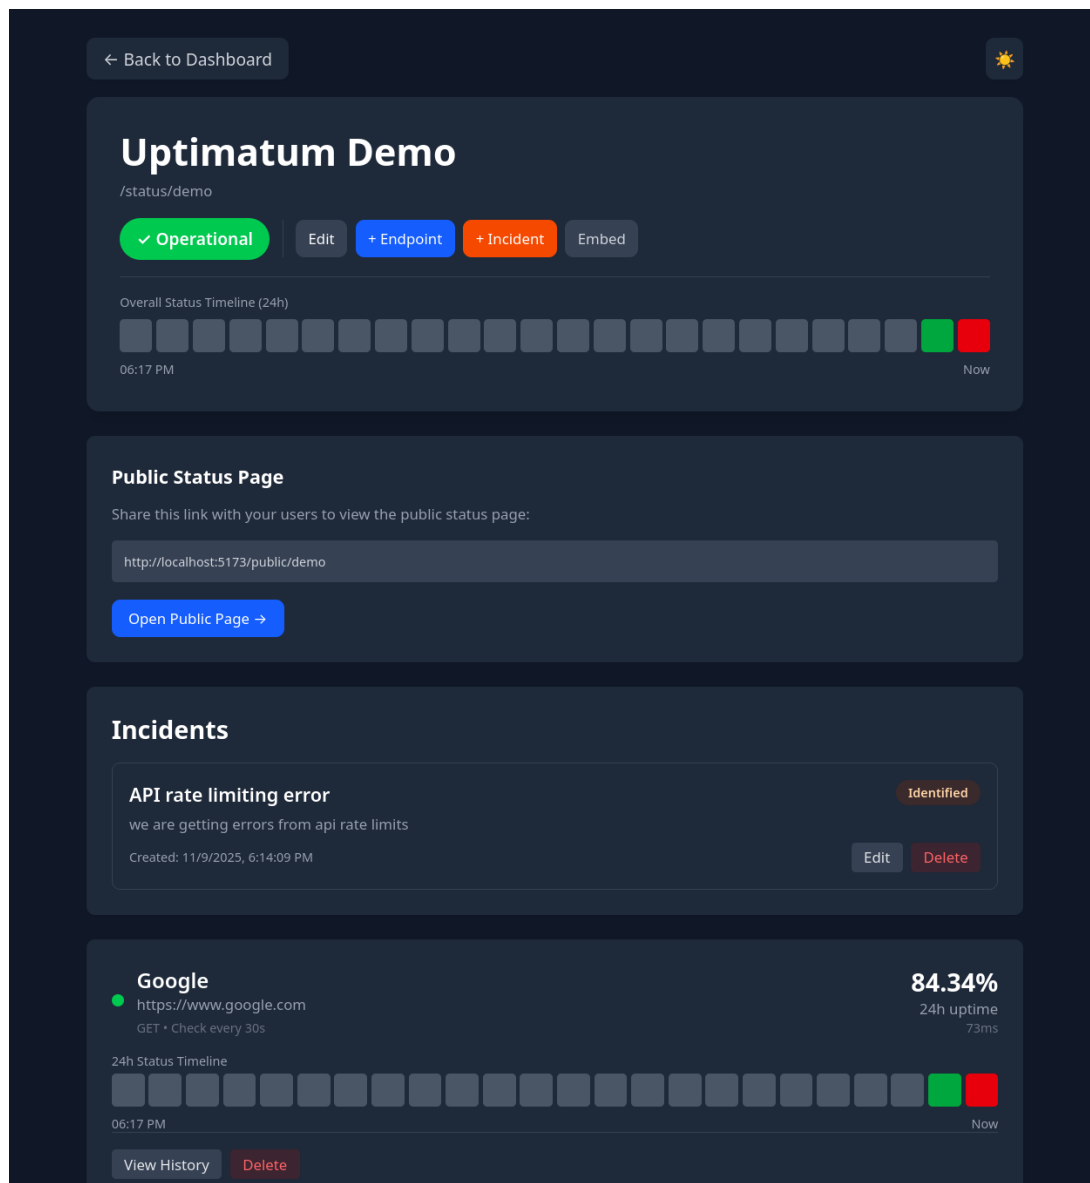 ← Back to Dashboard
Uptimatum Demo
/status/demo
✓ Operational
Edit
+ Endpoint
+ Incident
Embed
Overall Status Timeline (24h)
06:17 PM
Now
Public Status Page
Share this link with your users to view the public status page:
http://localhost:5173/public/demo
Open Public Page →
Incidents
API rate limiting error
Identified
we are getting errors from api rate limits
Created: 11/9/2025, 6:14:09 PM
Edit
Delete
Google
84.34%
https://www.google.com
24h uptime
GET • Check every 30s
73ms
24h Status Timeline
06:17 PM
Now
View History
Delete